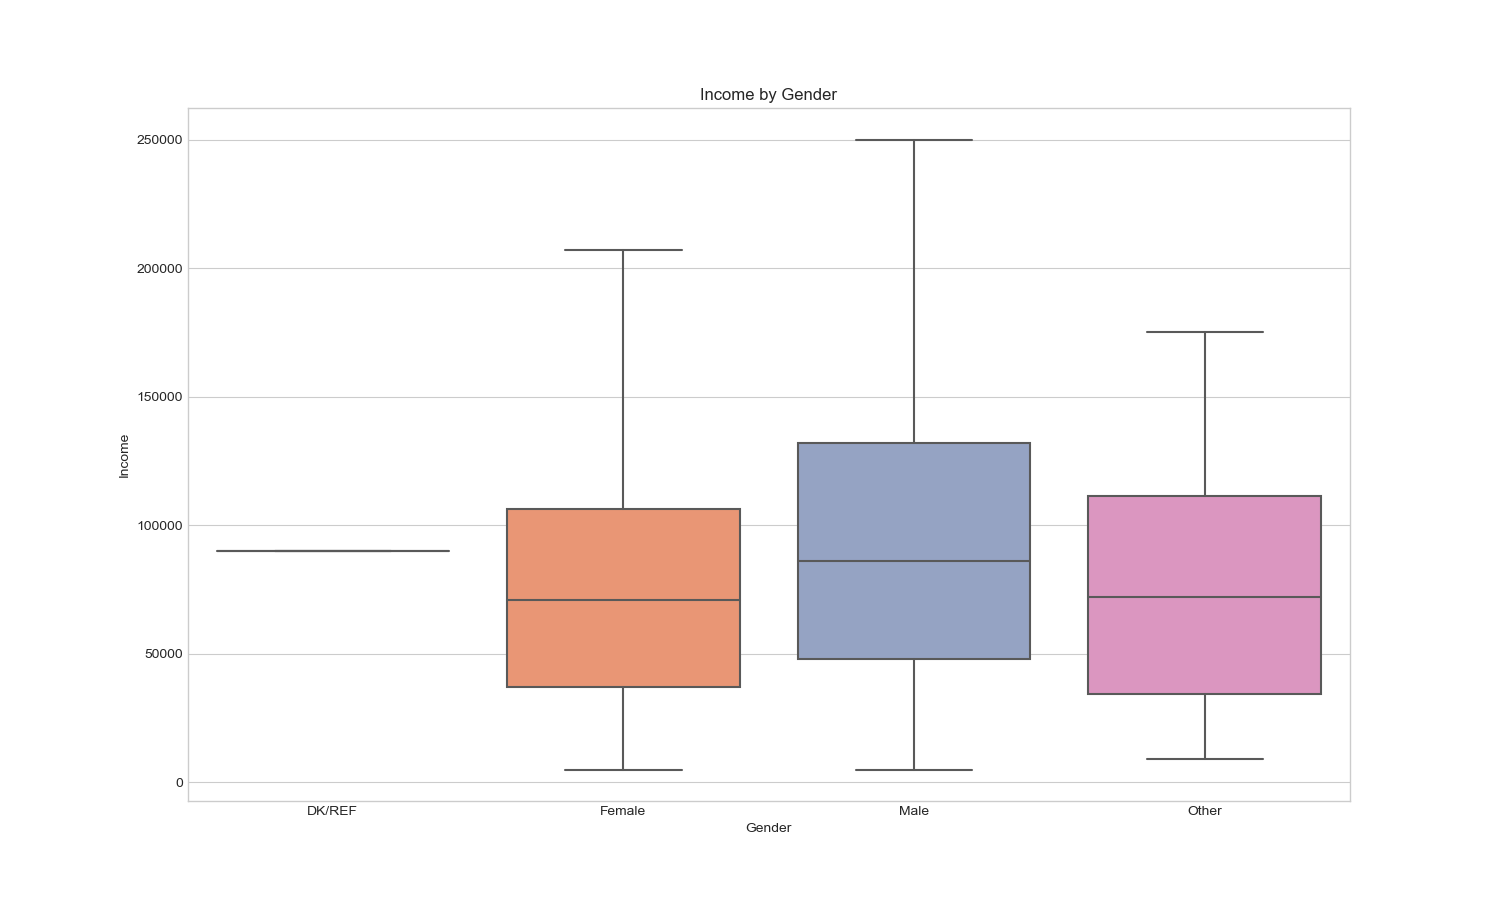 Income by Gender
250000
200000
150000
100000
50000
0
Income
DK/REF
Female
Male
Other
Gender